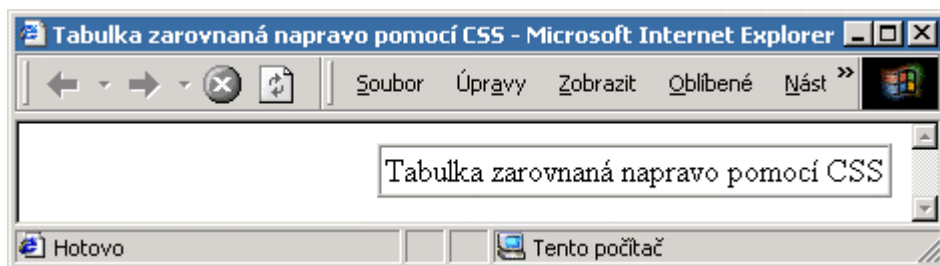 Tabulka zarovnaná napravo pomocí CSS - Microsoft Internet Explorer
Soubor Úpravy Zobrazit Oblíbené Nást »
Tabulka zarovnaná napravo pomocí CSS
Hotovo Tento počítač